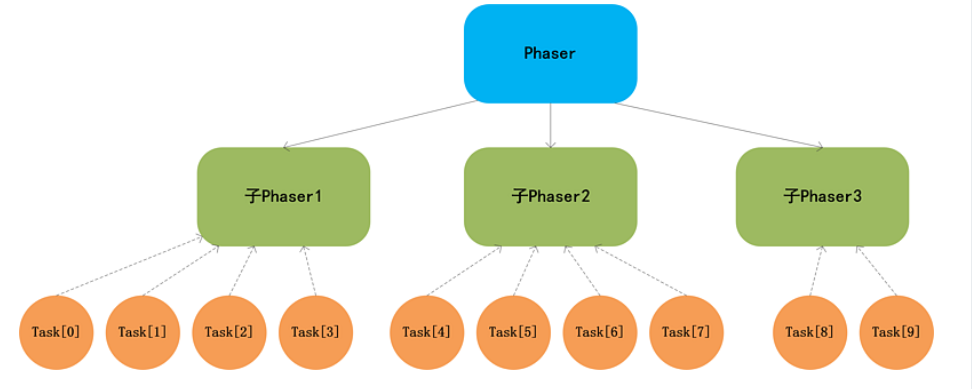 Phaser
子Phaser1
子Phaser2
子Phaser3
Task[0]
Task[1]
Task[2]
Task[3]
Task[4]
Task[5]
Task[6]
Task[7]
Task[8]
Task[9]